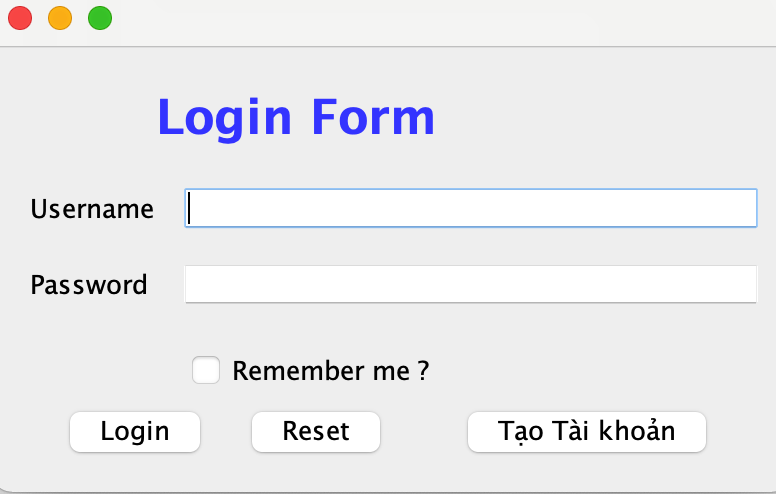 Login Form
Username
Password
Remember me ?
Login Reset Tạo Tài khoản